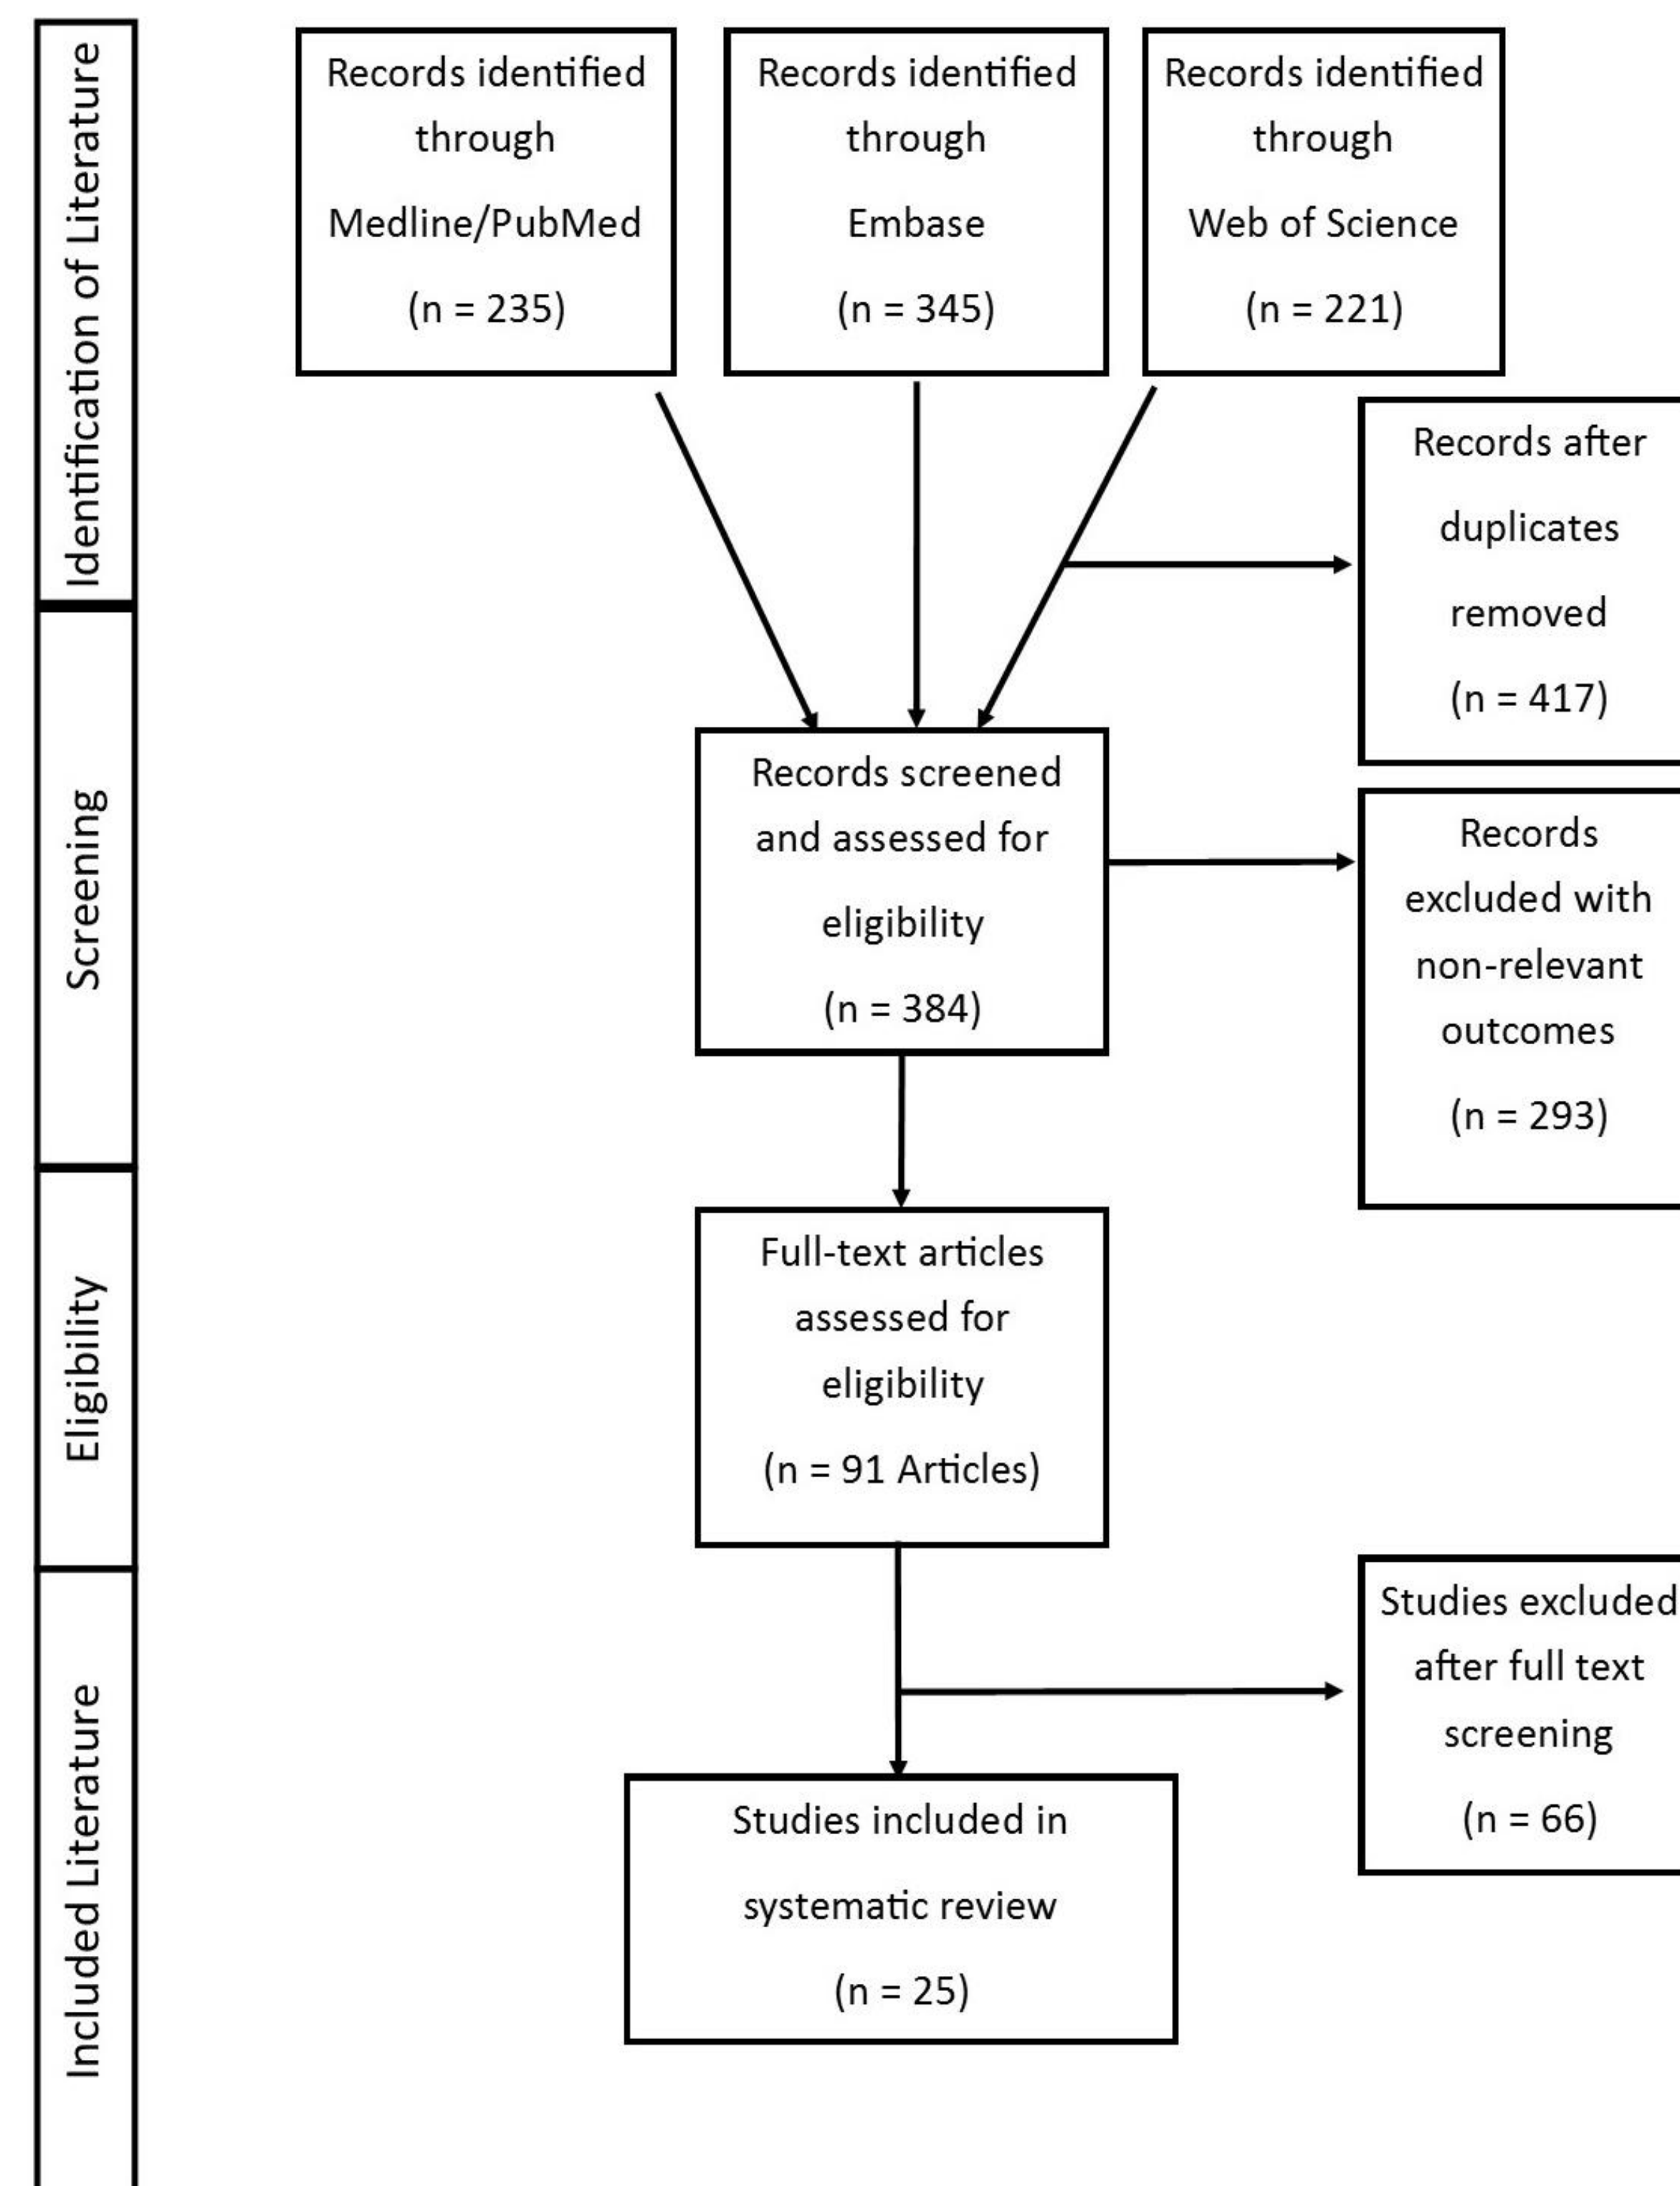 Identification of Literature
Records identified
through
Medline/PubMed
(n = 235)
Records identified
through
Embase
(n = 345)
Records identified
through
Web of Science
(n = 221)
Records after
duplicates
removed
(n = 417)
Screening
Records screened
and assessed for
eligibility
(n = 384)
Records
excluded with
non-relevant
outcomes
(n = 293)
Eligibility
Full-text articles
assessed for
eligibility
(n = 91 Articles)
Included Literature
Studies excluded
after full text
screening
(n = 66)
Studies included in
systematic review
(n = 25)